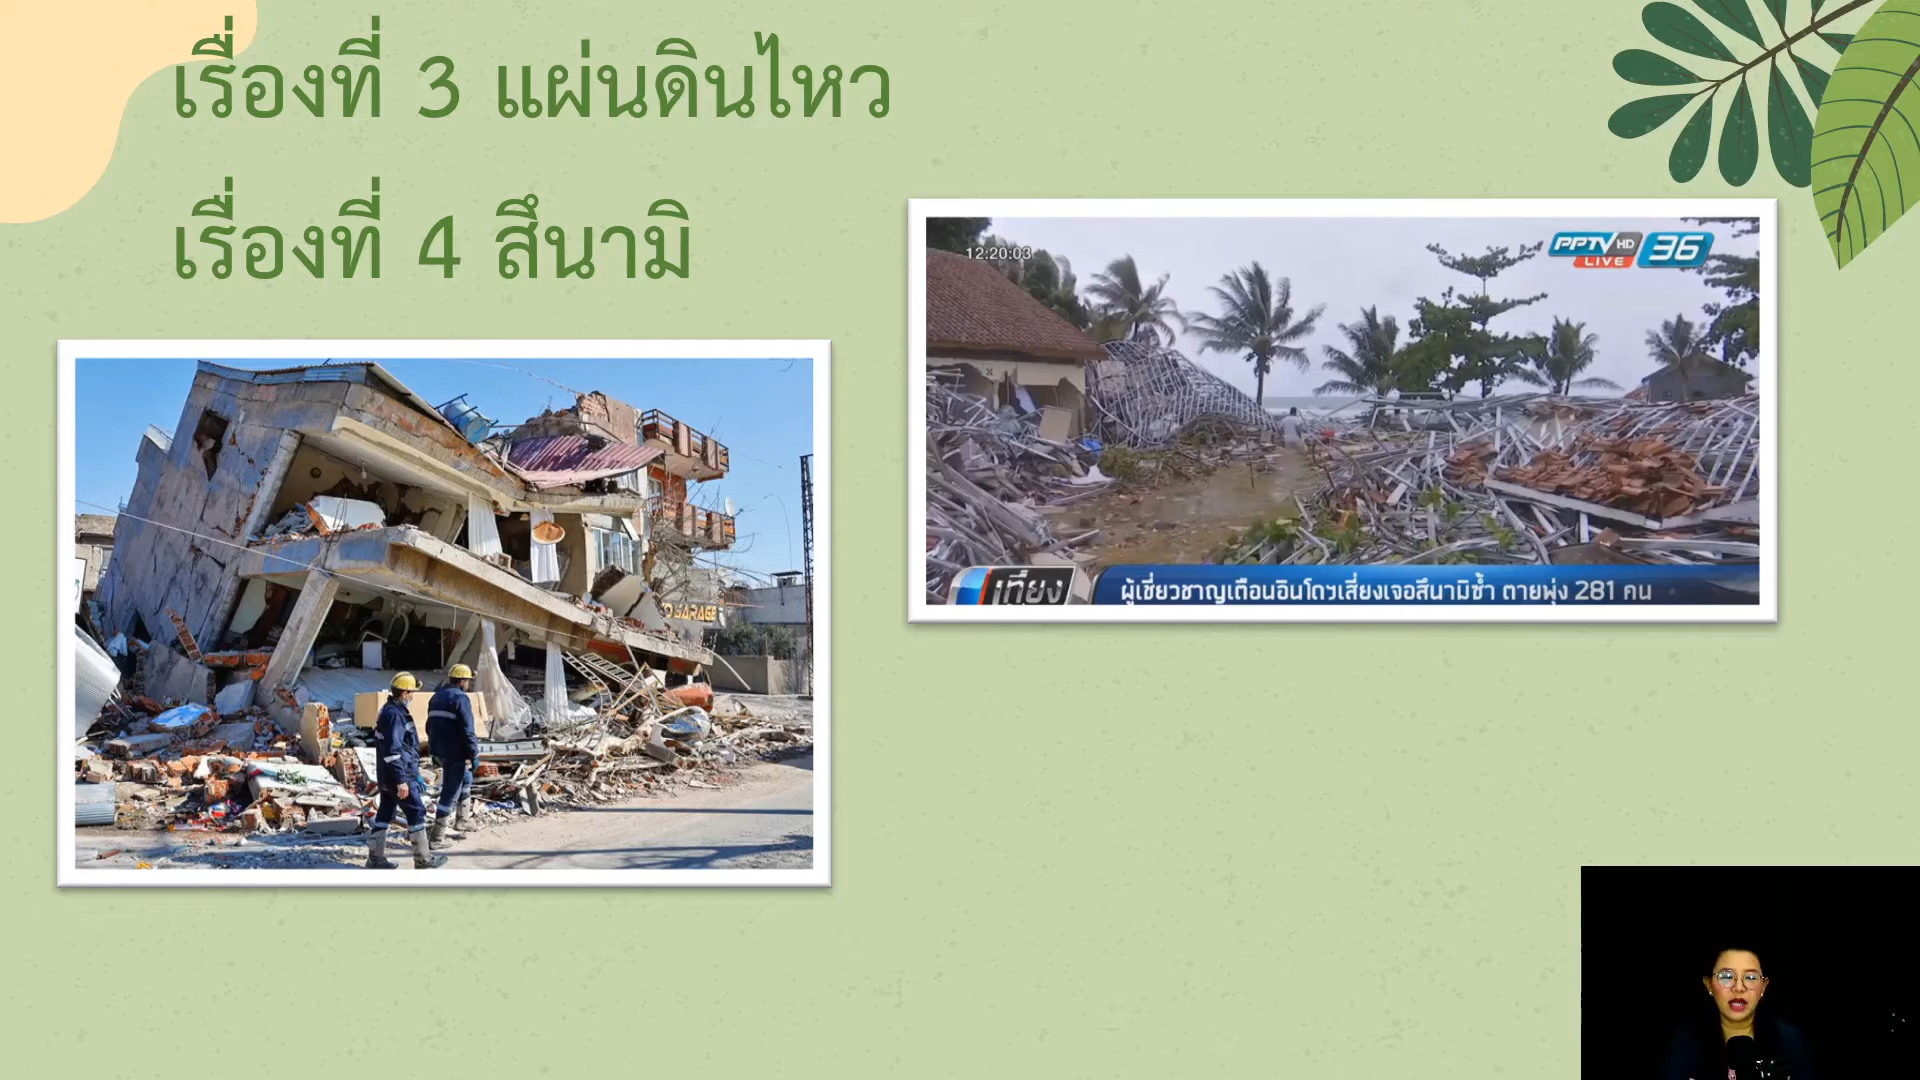 เรื่องที่ 3 แผ่นดินไหว
เรื่องที่ 4 สึนามิ
12:20:03
PPTV HD 36
LIVE
GARAGE
เที่ยง
ผู้เชี่ยวชาญเตือนอินโดฯเสี่ยงเจอสึนามิซ้ำ ตายพุ่ง 281 คน